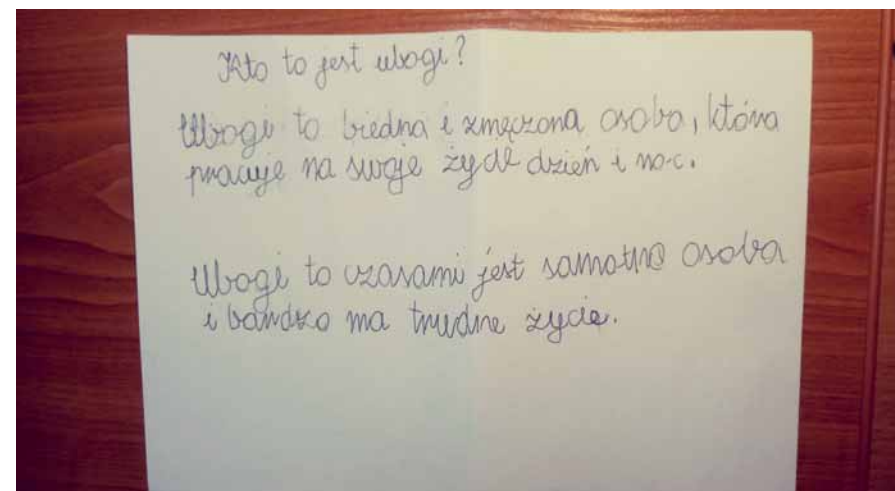 Kto to jest ubogi?
Ubogi to biedna i zmęczona osoba, która
pracuje na swoje życie dzień i noc.
Ubogi to czasami jest samotna osoba
i bardzo ma trudne życie.